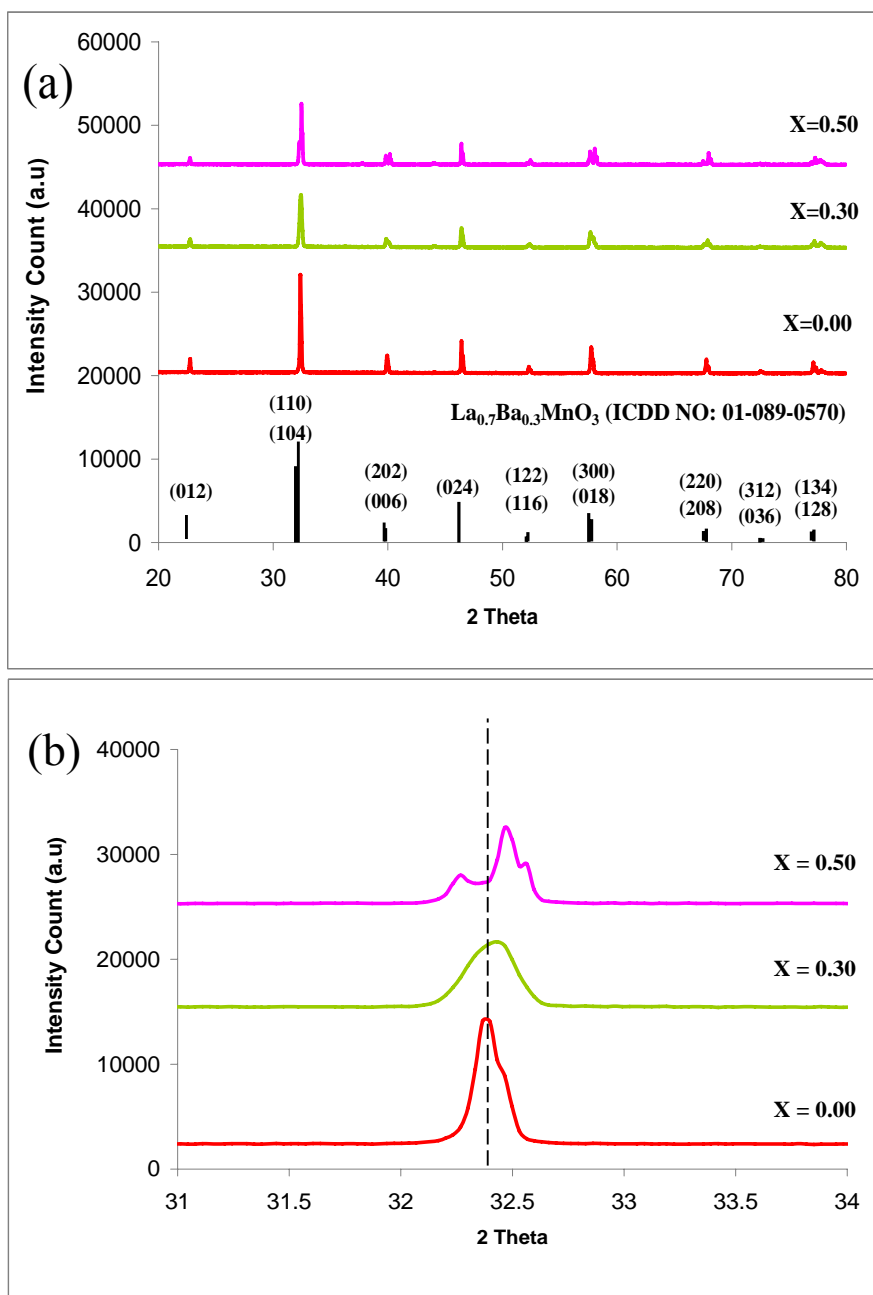 (a)
60000
50000
40000
30000
20000
10000
0
Intensity Count (a.u)
X=0.50
X=0.30
X=0.00
La0.7Ba0.3MnO3 (ICDD NO: 01-089-0570)
(012)
(110)
(104)
(202)
(006)
(024)
(122)
(116)
(300)
(018)
(220)
(208)
(312)
(036)
(134)
(128)
20 30 40 50 60 70 80
2 Theta
(b)
40000
30000
20000
10000
0
Intensity Count (a.u)
X = 0.50
X = 0.30
X = 0.00
31 31.5 32 32.5 33 33.5 34
2 Theta